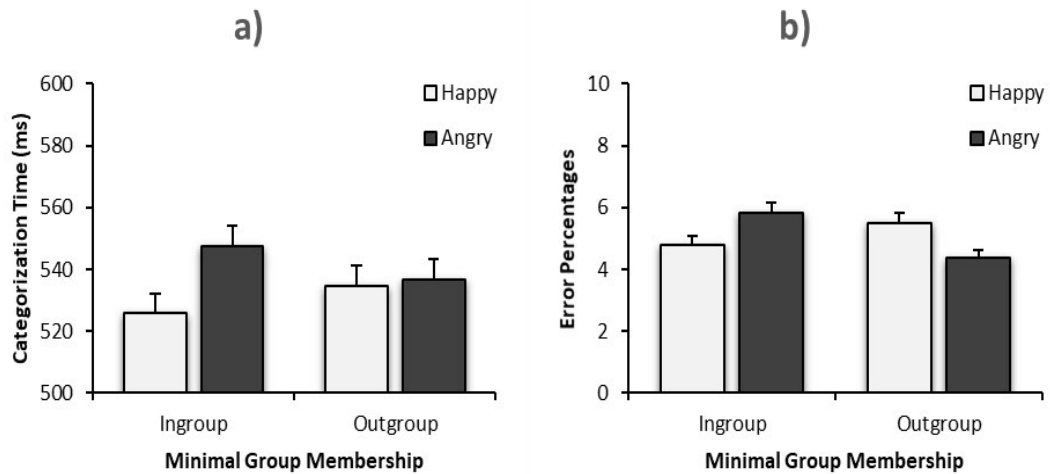 a)
Categorization Time (ms)
600
580
560
540
520
500
Happy
Angry
Ingroup
Outgroup
Minimal Group Membership
b)
Error Percentages
10
8
6
4
2
0
Happy
Angry
Ingroup
Outgroup
Minimal Group Membership